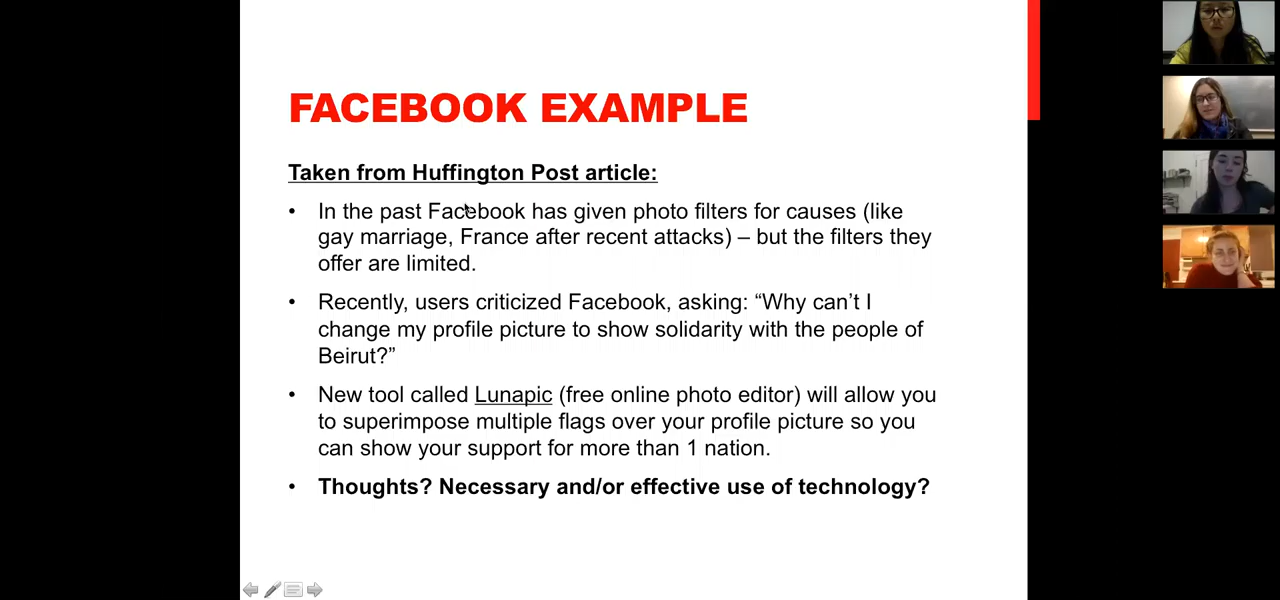 FACEBOOK EXAMPLE
Taken from Huffington Post article:
• In the past Facebook has given photo filters for causes (like
gay marriage, France after recent attacks) – but the filters they
offer are limited.
• Recently, users criticized Facebook, asking: “Why can’t I
change my profile picture to show solidarity with the people of
Beirut?”
• New tool called Lunapic (free online photo editor) will allow you
to superimpose multiple flags over your profile picture so you
can show your support for more than 1 nation.
• Thoughts? Necessary and/or effective use of technology?